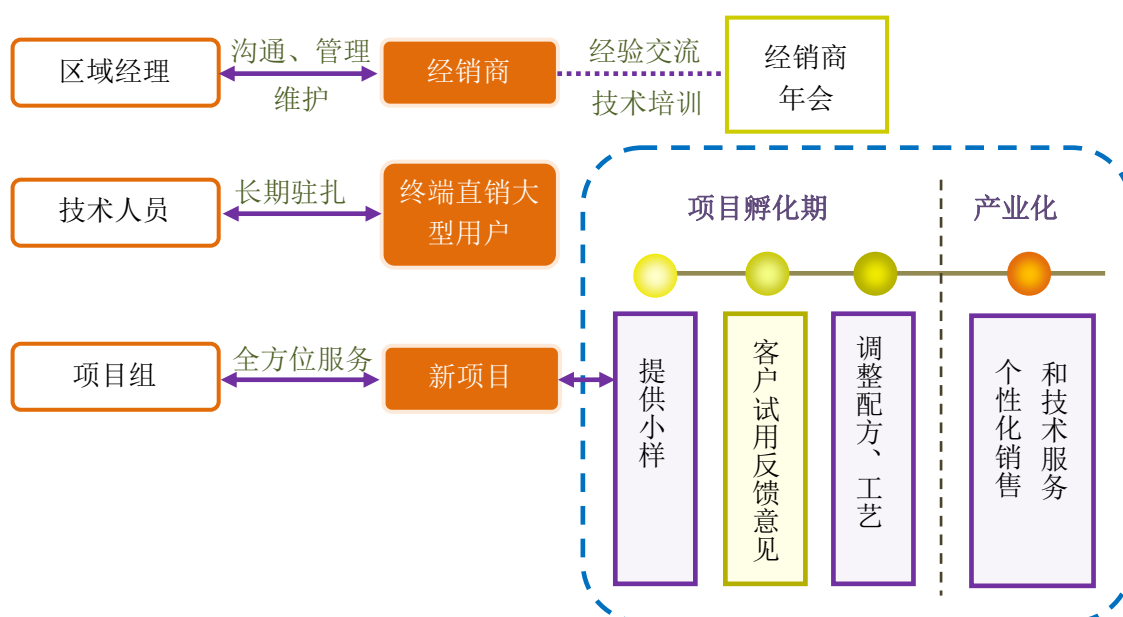 区域经理
沟通、管理
维护
经销商
经验交流
技术培训
经销商
年会
技术人员
长期驻扎
终端直销大
型用户
项目孵化期
产业化
项目组
全方位服务
新项目
提供小样
客户试用反馈意见
调整配方、工艺
个性化销售
和技术服务